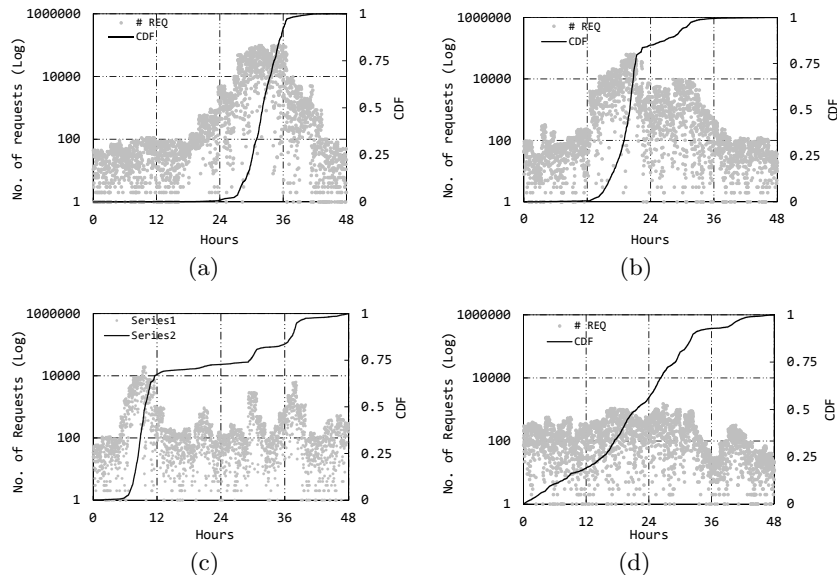 1000000
10000
100
1
No. of requests (Log)
# REQ
CDF
1
0.75
0.5
0.25
0
CDF
0 12 24 36 48
Hours
(a)
1000000
10000
100
1
No. of requests (Log)
# REQ
CDF
1
0.75
0.5
0.25
0
CDF
0 12 24 36 48
Hours
(b)
1000000
10000
100
1
No. of Requests (Log)
Series1
Series2
1
0.75
0.5
0.25
0
CDF
0 12 24 36 48
Hours
(c)
1000000
10000
100
1
No. of Requests (Log)
# REQ
CDF
1
0.75
0.5
0.25
0
CDF
0 12 24 36 48
Hours
(d)